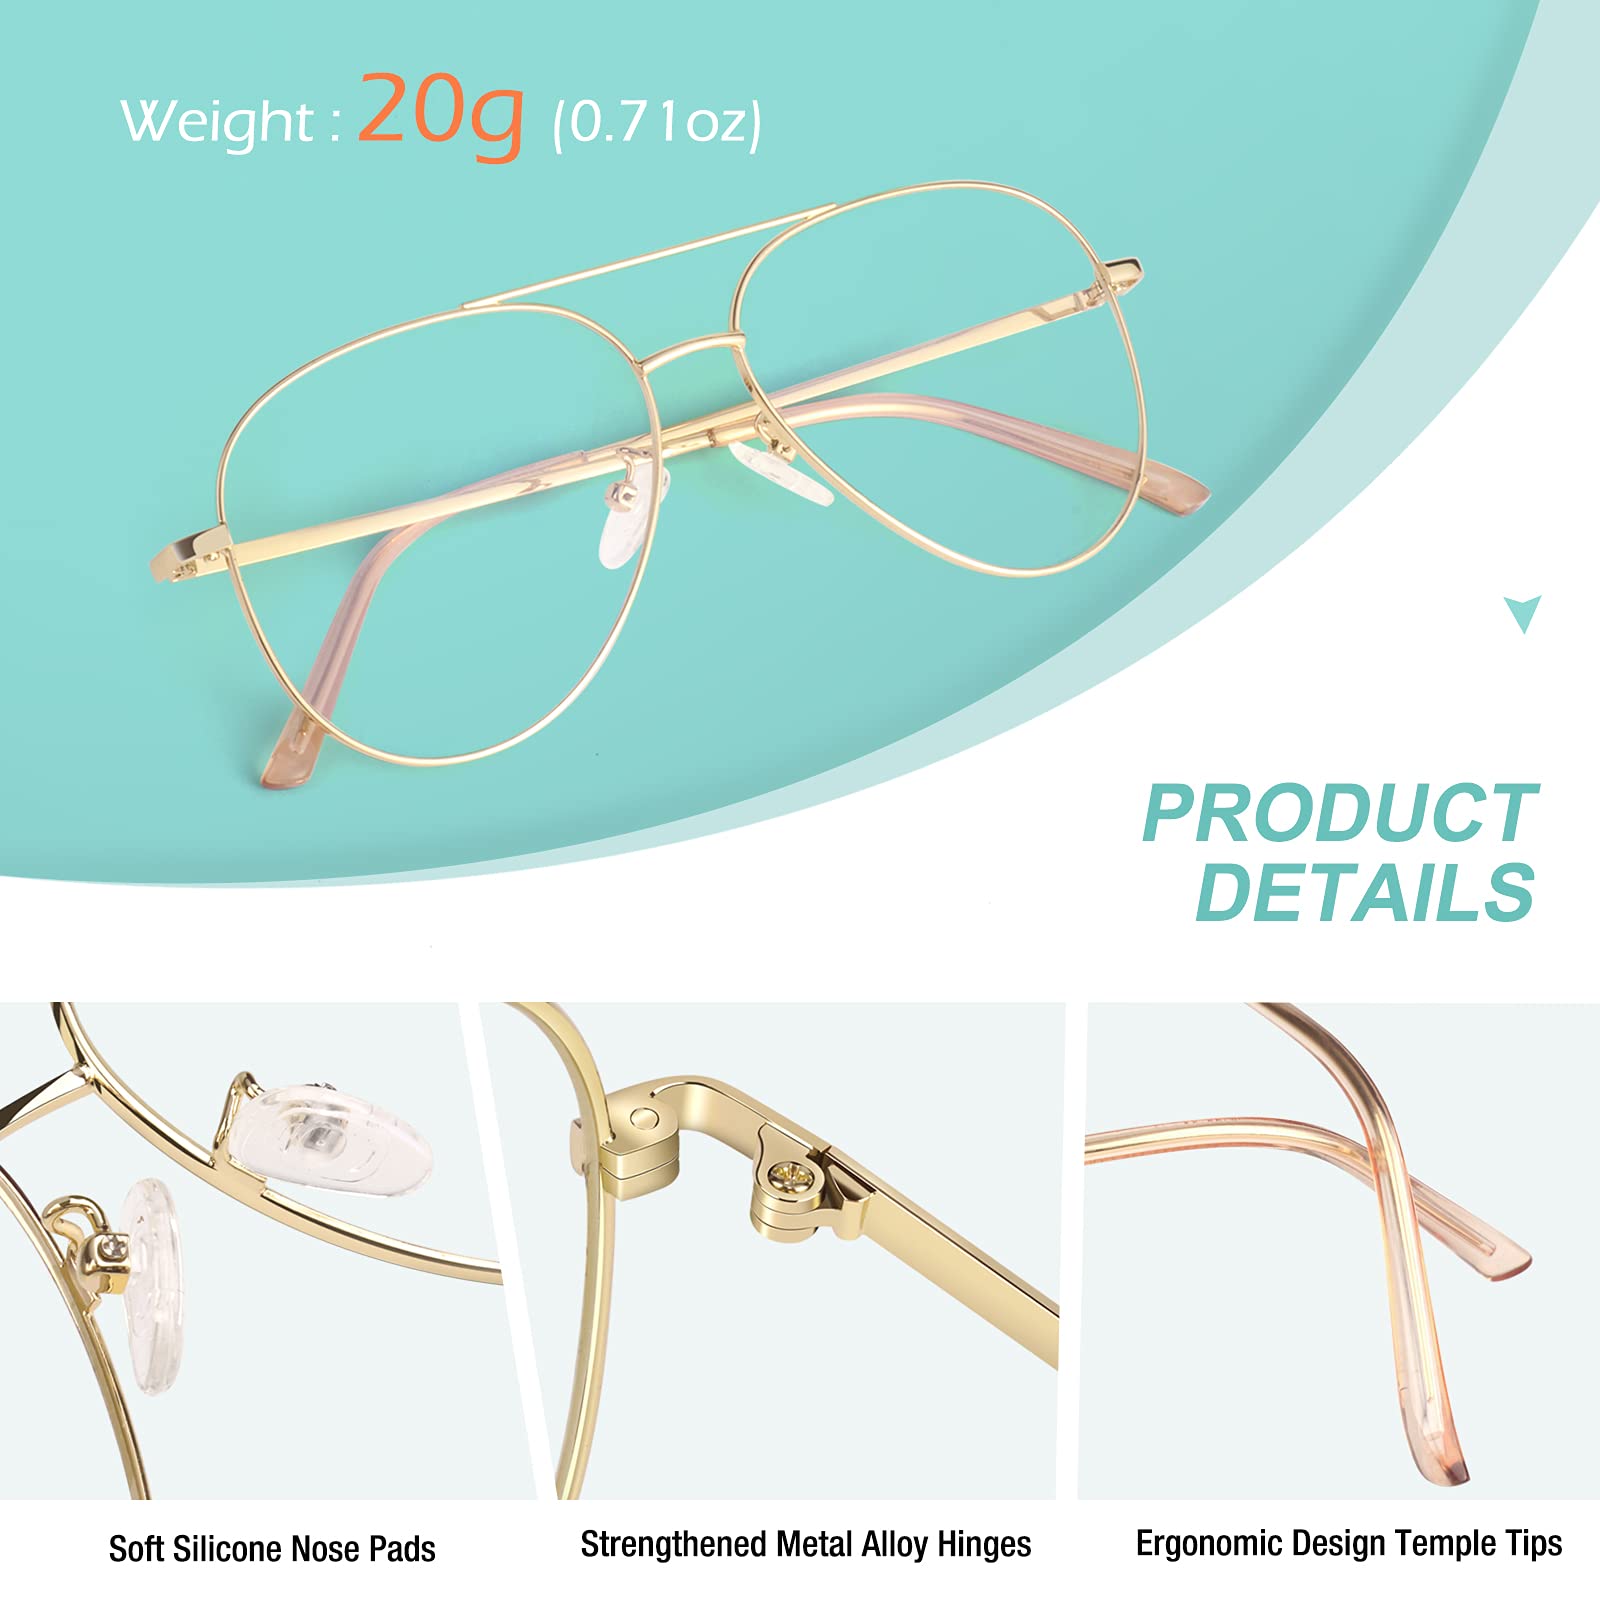 Weight : 20g (0.71oz)
PRODUCT
DETAILS
Soft Silicone Nose Pads
Strengthened Metal Alloy Hinges
Ergonomic Design Temple Tips